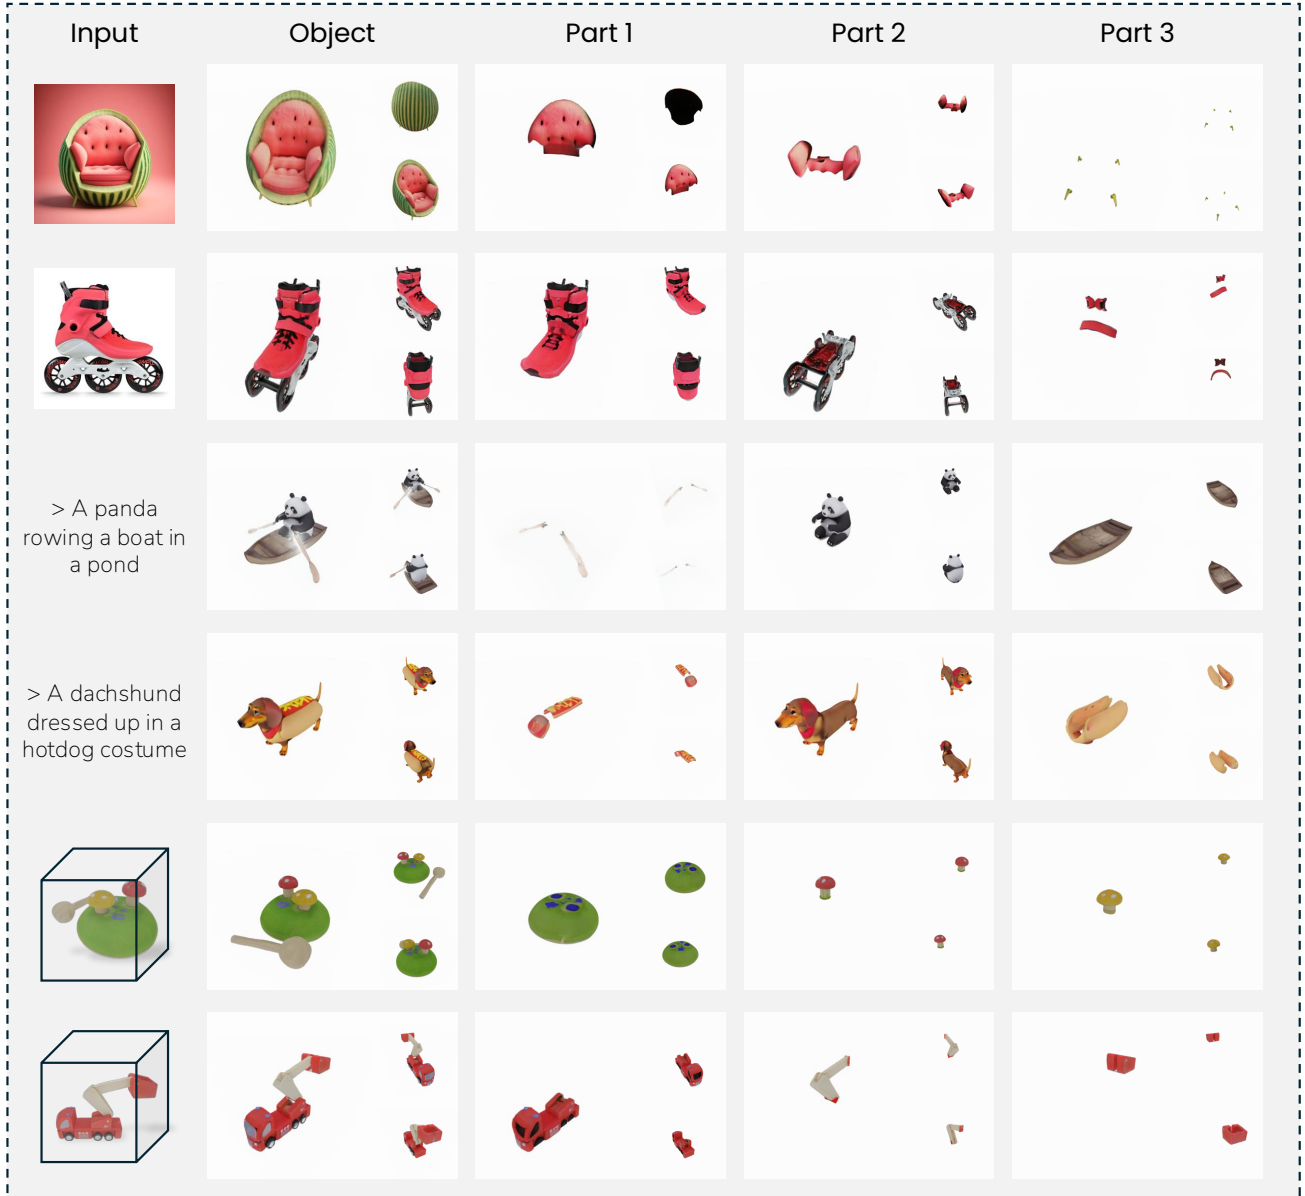 Input Object Part 1 Part 2 Part 3
> A panda
rowing a boat in
a pond
> A dachshund
dressed up in a
hotdog costume